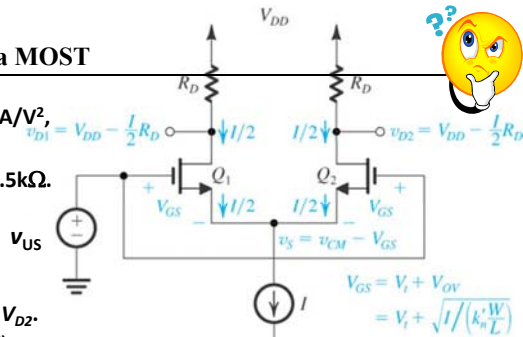 V_DD
a MOST
R_D R_D
A/V²,
v_D1 = V_DD − I/2 R_D I/2 I/2 v_D2 = V_DD − I/2 R_D
.5kΩ.
Q₁ Q₂
+ V_GS − I/2 I/2 − V_GS +
v_US
v_S = v_CM − V_GS
I
V_GS = V_t + V_OV
V_D2.
= V_t + √(I/(k'_n W/L))
??